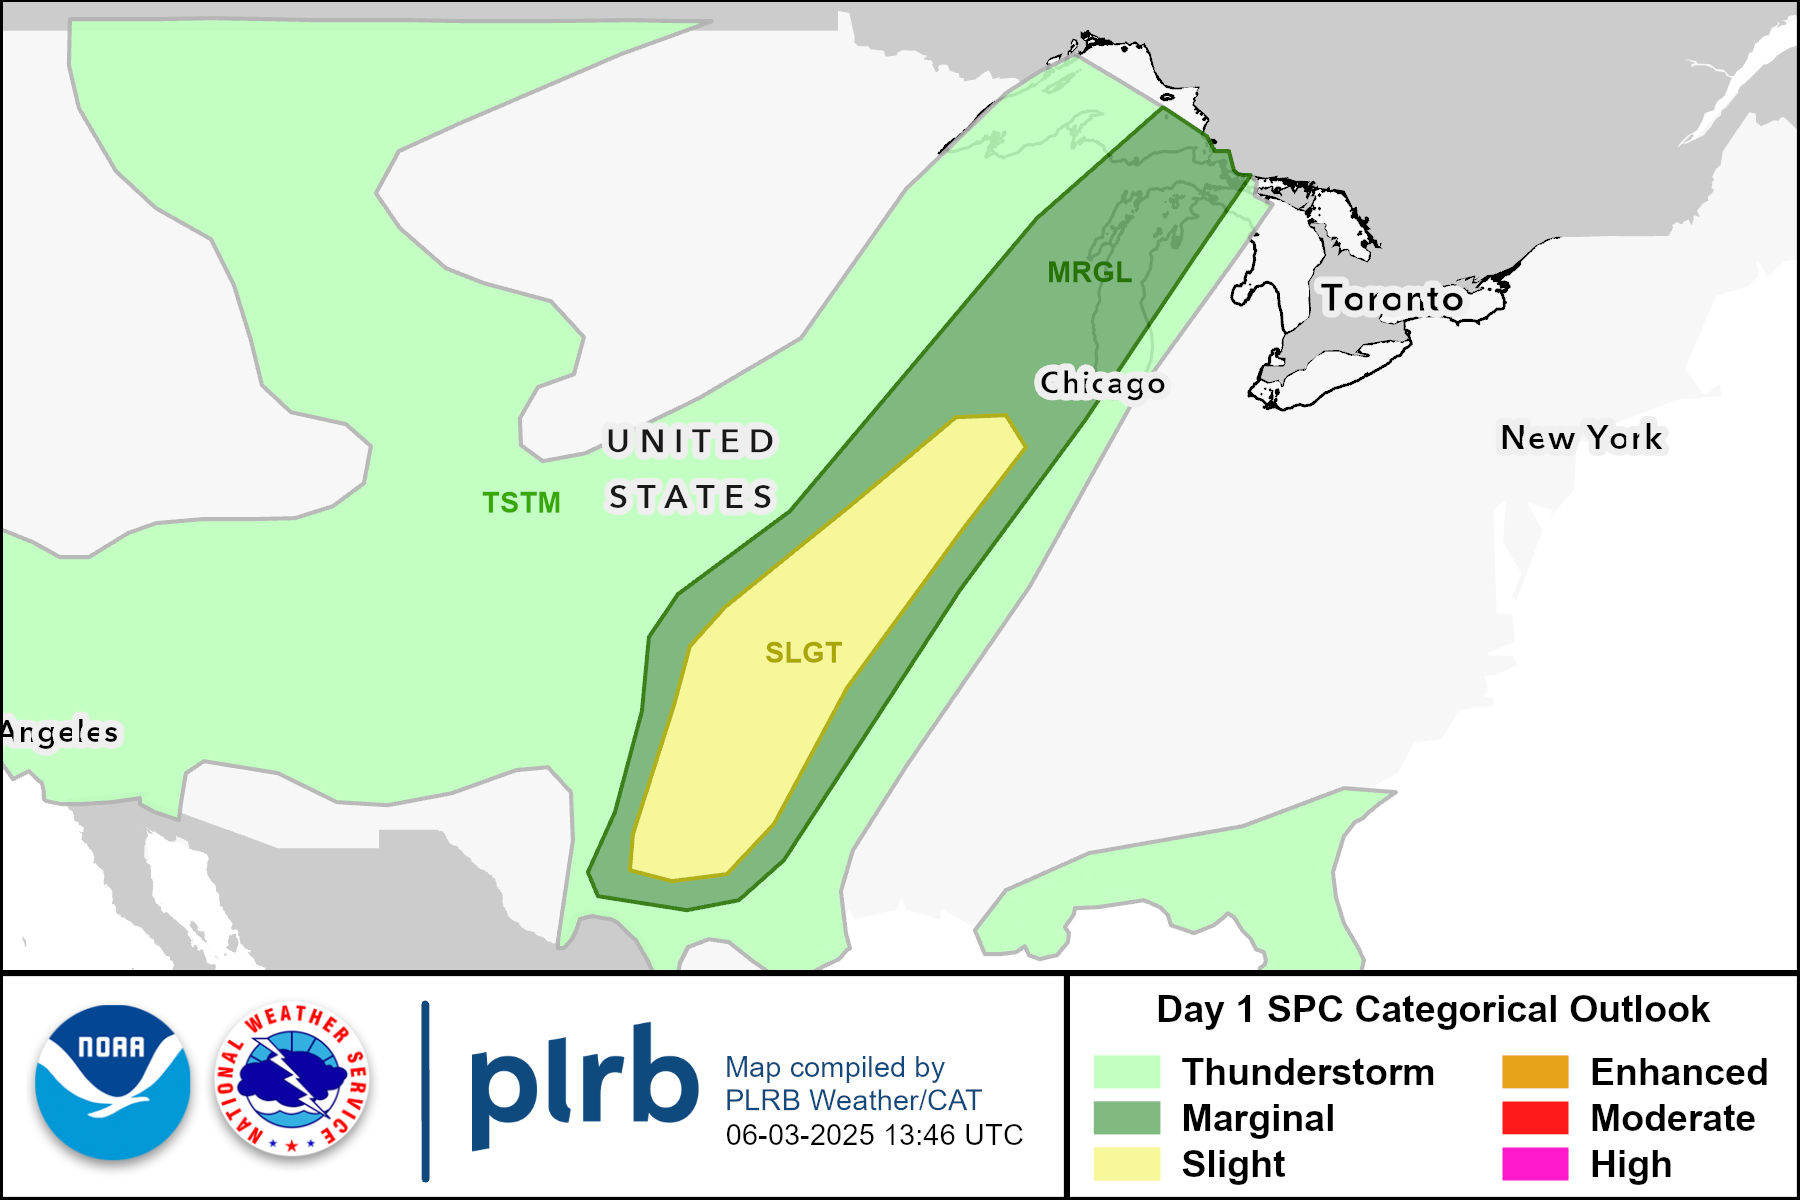 MRGL
Toronto
Chicago
UNITED
STATES
New York
TSTM
SLGT
Angeles
NOAA
NATIONAL WEATHER SERVICE
plrb
Map compiled by
PLRB Weather/CAT
06-03-2025 13:46 UTC
Day 1 SPC Categorical Outlook
Thunderstorm
Marginal
Slight
Enhanced
Moderate
High